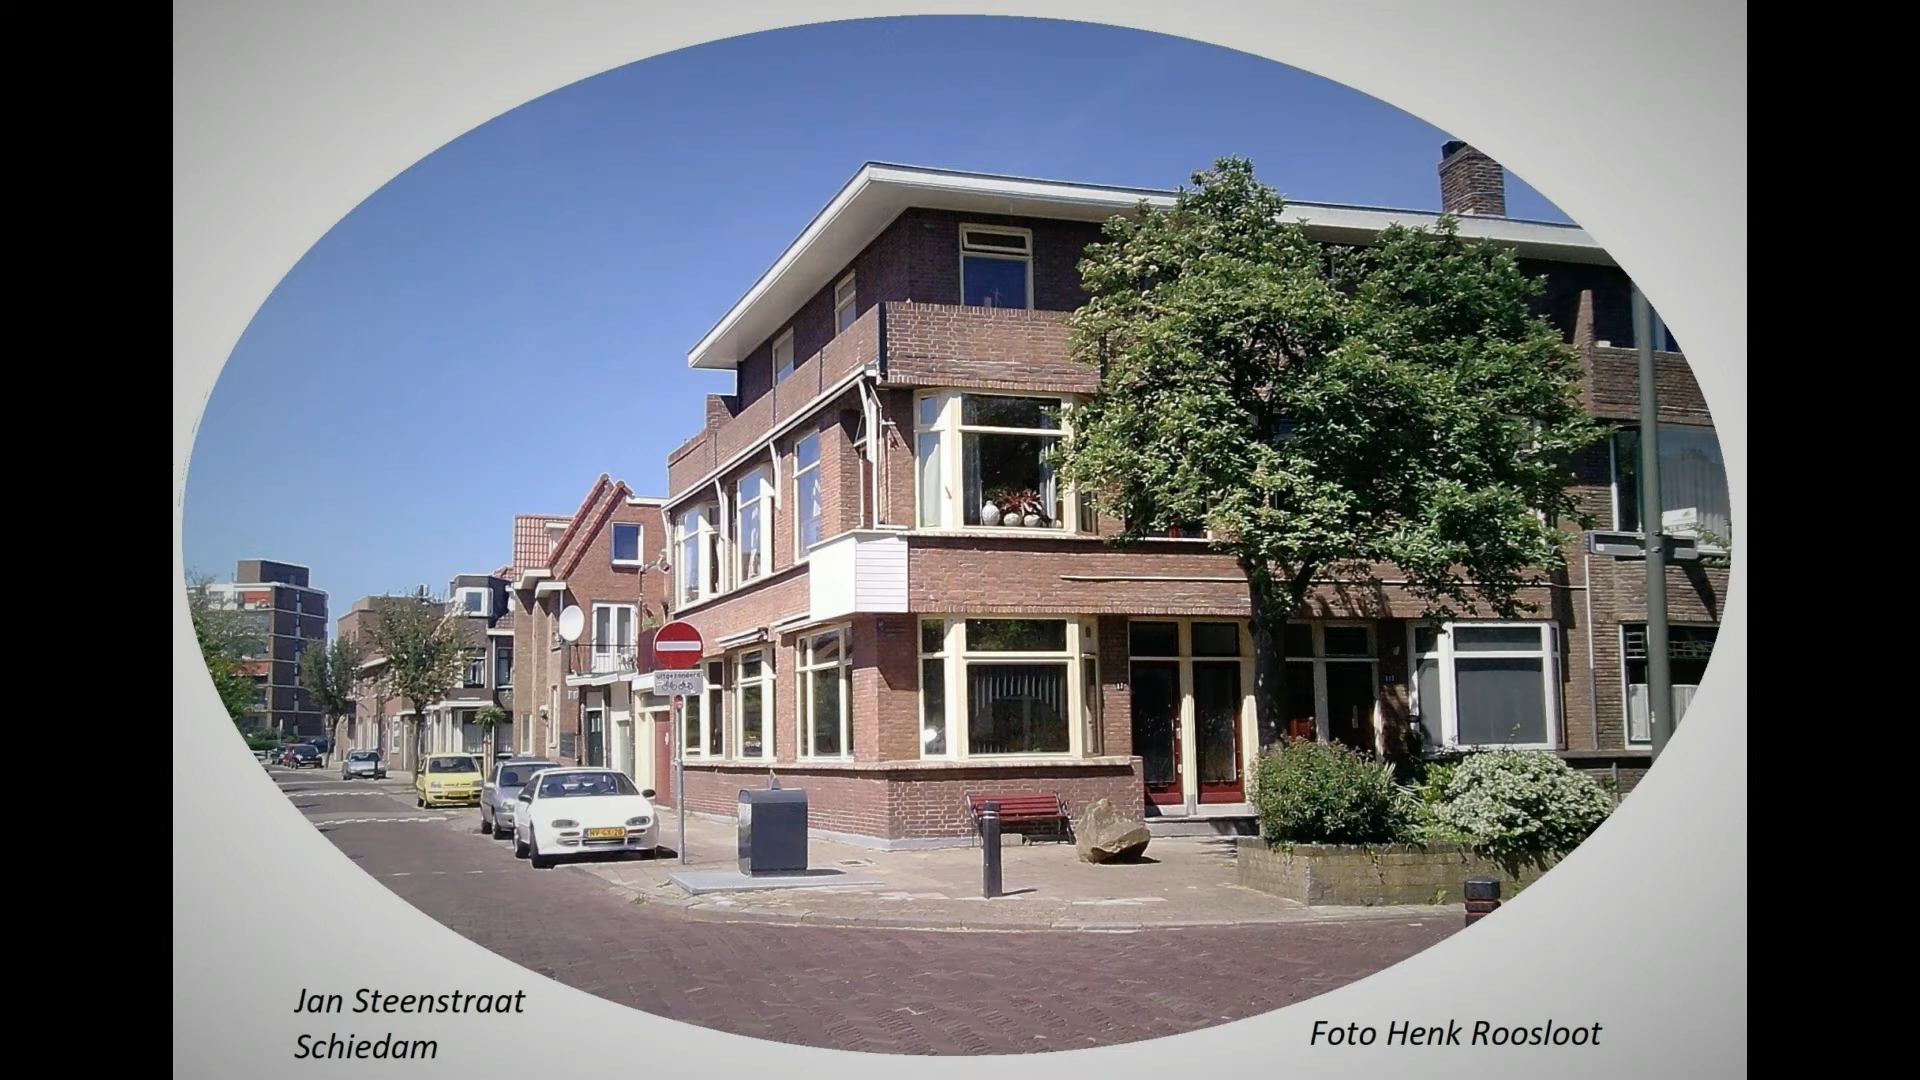 uitgezonderd
Jan Steenstraat
Schiedam
Foto Henk Roosloot